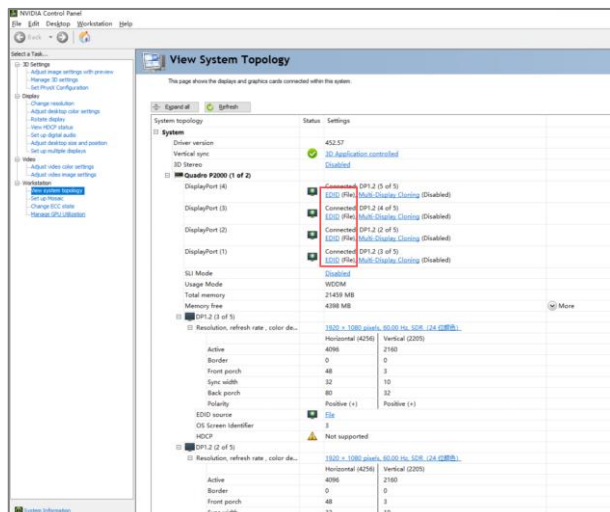 NVIDIA Control Panel
File Edit Desktop Workstation Help
Back
Select a Task...
3D Settings
Adjust image settings with preview
Manage 3D settings
Set PhysX Configuration
Display
Change resolution
Adjust desktop color settings
Rotate display
View HDCP status
Set up digital audio
Adjust desktop size and position
Set up multiple displays
Video
Adjust video color settings
Adjust video image settings
Workstation
View system topology
Set up Mosaic
Change ECC state
Manage GPU Utilization
System Information
View System Topology
This page shows the displays and graphics cards connected within this system.
Expand all Refresh
System topology Status Settings
System
Driver version 452.57
Vertical sync 3D Application controlled
3D Stereo Disabled
Quadro P2000 (1 of 2)
DisplayPort (4) Connected: DP1.2 (5 of 5)
EDID (File), Multi-Display Cloning (Disabled)
DisplayPort (3) Connected: DP1.2 (4 of 5)
EDID (File), Multi-Display Cloning (Disabled)
DisplayPort (2) Connected: DP1.2 (2 of 5)
EDID (File), Multi-Display Cloning (Disabled)
DisplayPort (1) Connected: DP1.2 (3 of 5)
EDID (File), Multi-Display Cloning (Disabled)
SLI Mode Disabled
Usage Mode WDDM
Total memory 21459 MB
Memory free 4398 MB More
DP1.2 (3 of 5)
Resolution, refresh rate , color de... 1920 × 1080 pixels, 60.00 Hz, SDR, (24 位颜色)
Horizontal (4256) Vertical (2205)
Active 4096 2160
Border 0 0
Front porch 48 3
Sync width 32 10
Back porch 80 32
Polarity Positive (+) Positive (+)
EDID source File
OS Screen Identifier 3
HDCP Not supported
DP1.2 (2 of 5)
Resolution, refresh rate , color de... 1920 × 1080 pixels, 60.00 Hz, SDR, (24 位颜色)
Horizontal (4256) Vertical (2205)
Active 4096 2160
Border 0 0
Front porch 48 3
Sync width 32 10